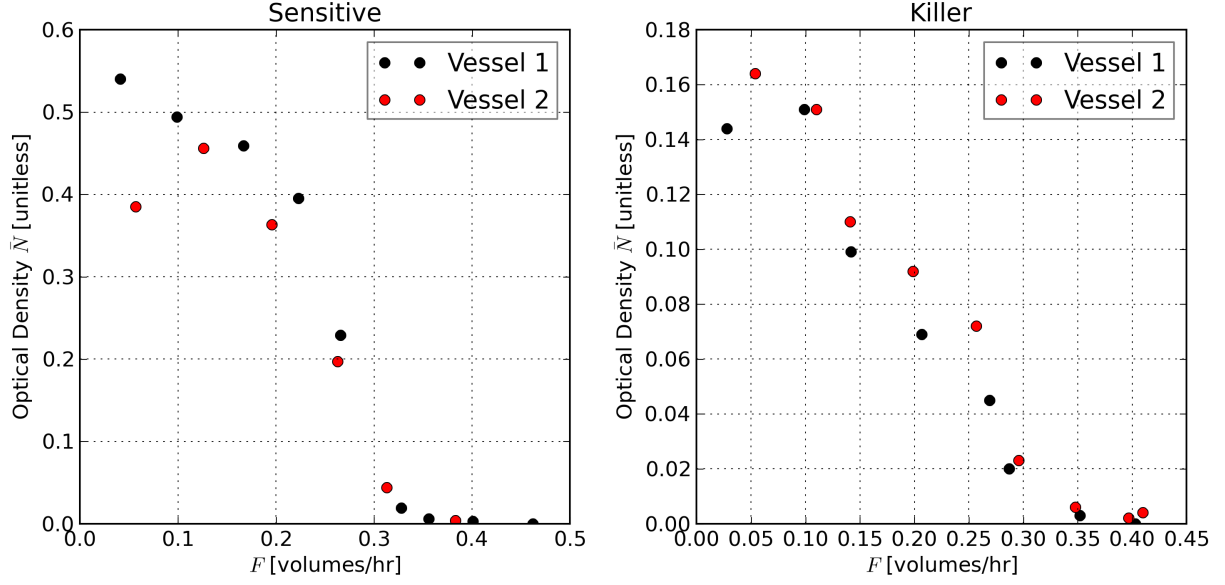 Sensitive
0.6
0.5
0.4
0.3
0.2
0.1
0.0
Optical Density N̄ [unitless]
Vessel 1
Vessel 2
0.0 0.1 0.2 0.3 0.4 0.5
F [volumes/hr]
Killer
0.18
0.16
0.14
0.12
0.10
0.08
0.06
0.04
0.02
0.00
Optical Density N̄ [unitless]
Vessel 1
Vessel 2
0.00 0.05 0.10 0.15 0.20 0.25 0.30 0.35 0.40 0.45
F [volumes/hr]